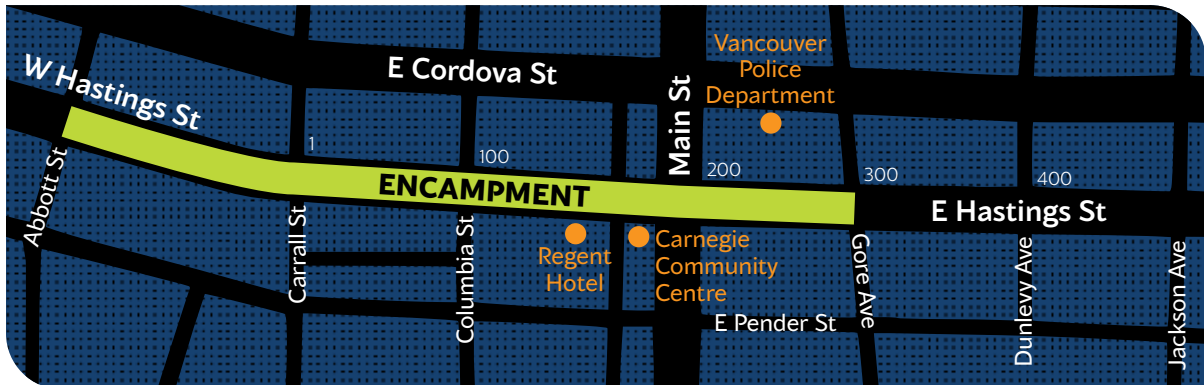 W Hastings St
E Cordova St
Main St
Vancouver
Police
Department
1
100
200
300
400
ENCAMPMENT
E Hastings St
Abbott St
Carrall St
Columbia St
Regent
Hotel
Carnegie
Community
Centre
Gore Ave
Dunlevy Ave
Jackson Ave
E Pender St